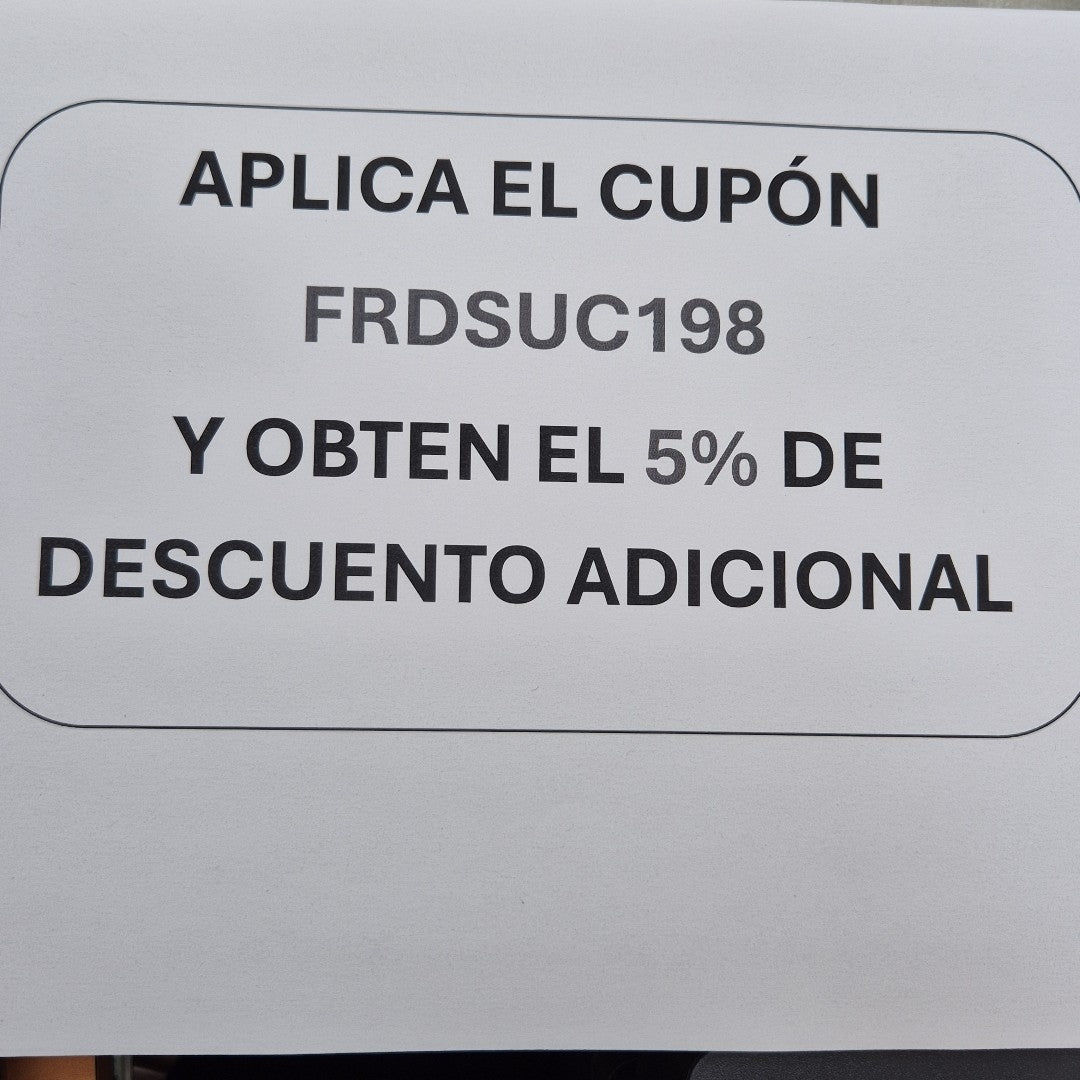 APLICA EL CUPÓN
FRDSUC198
Y OBTEN EL 5% DE
DESCUENTO ADICIONAL